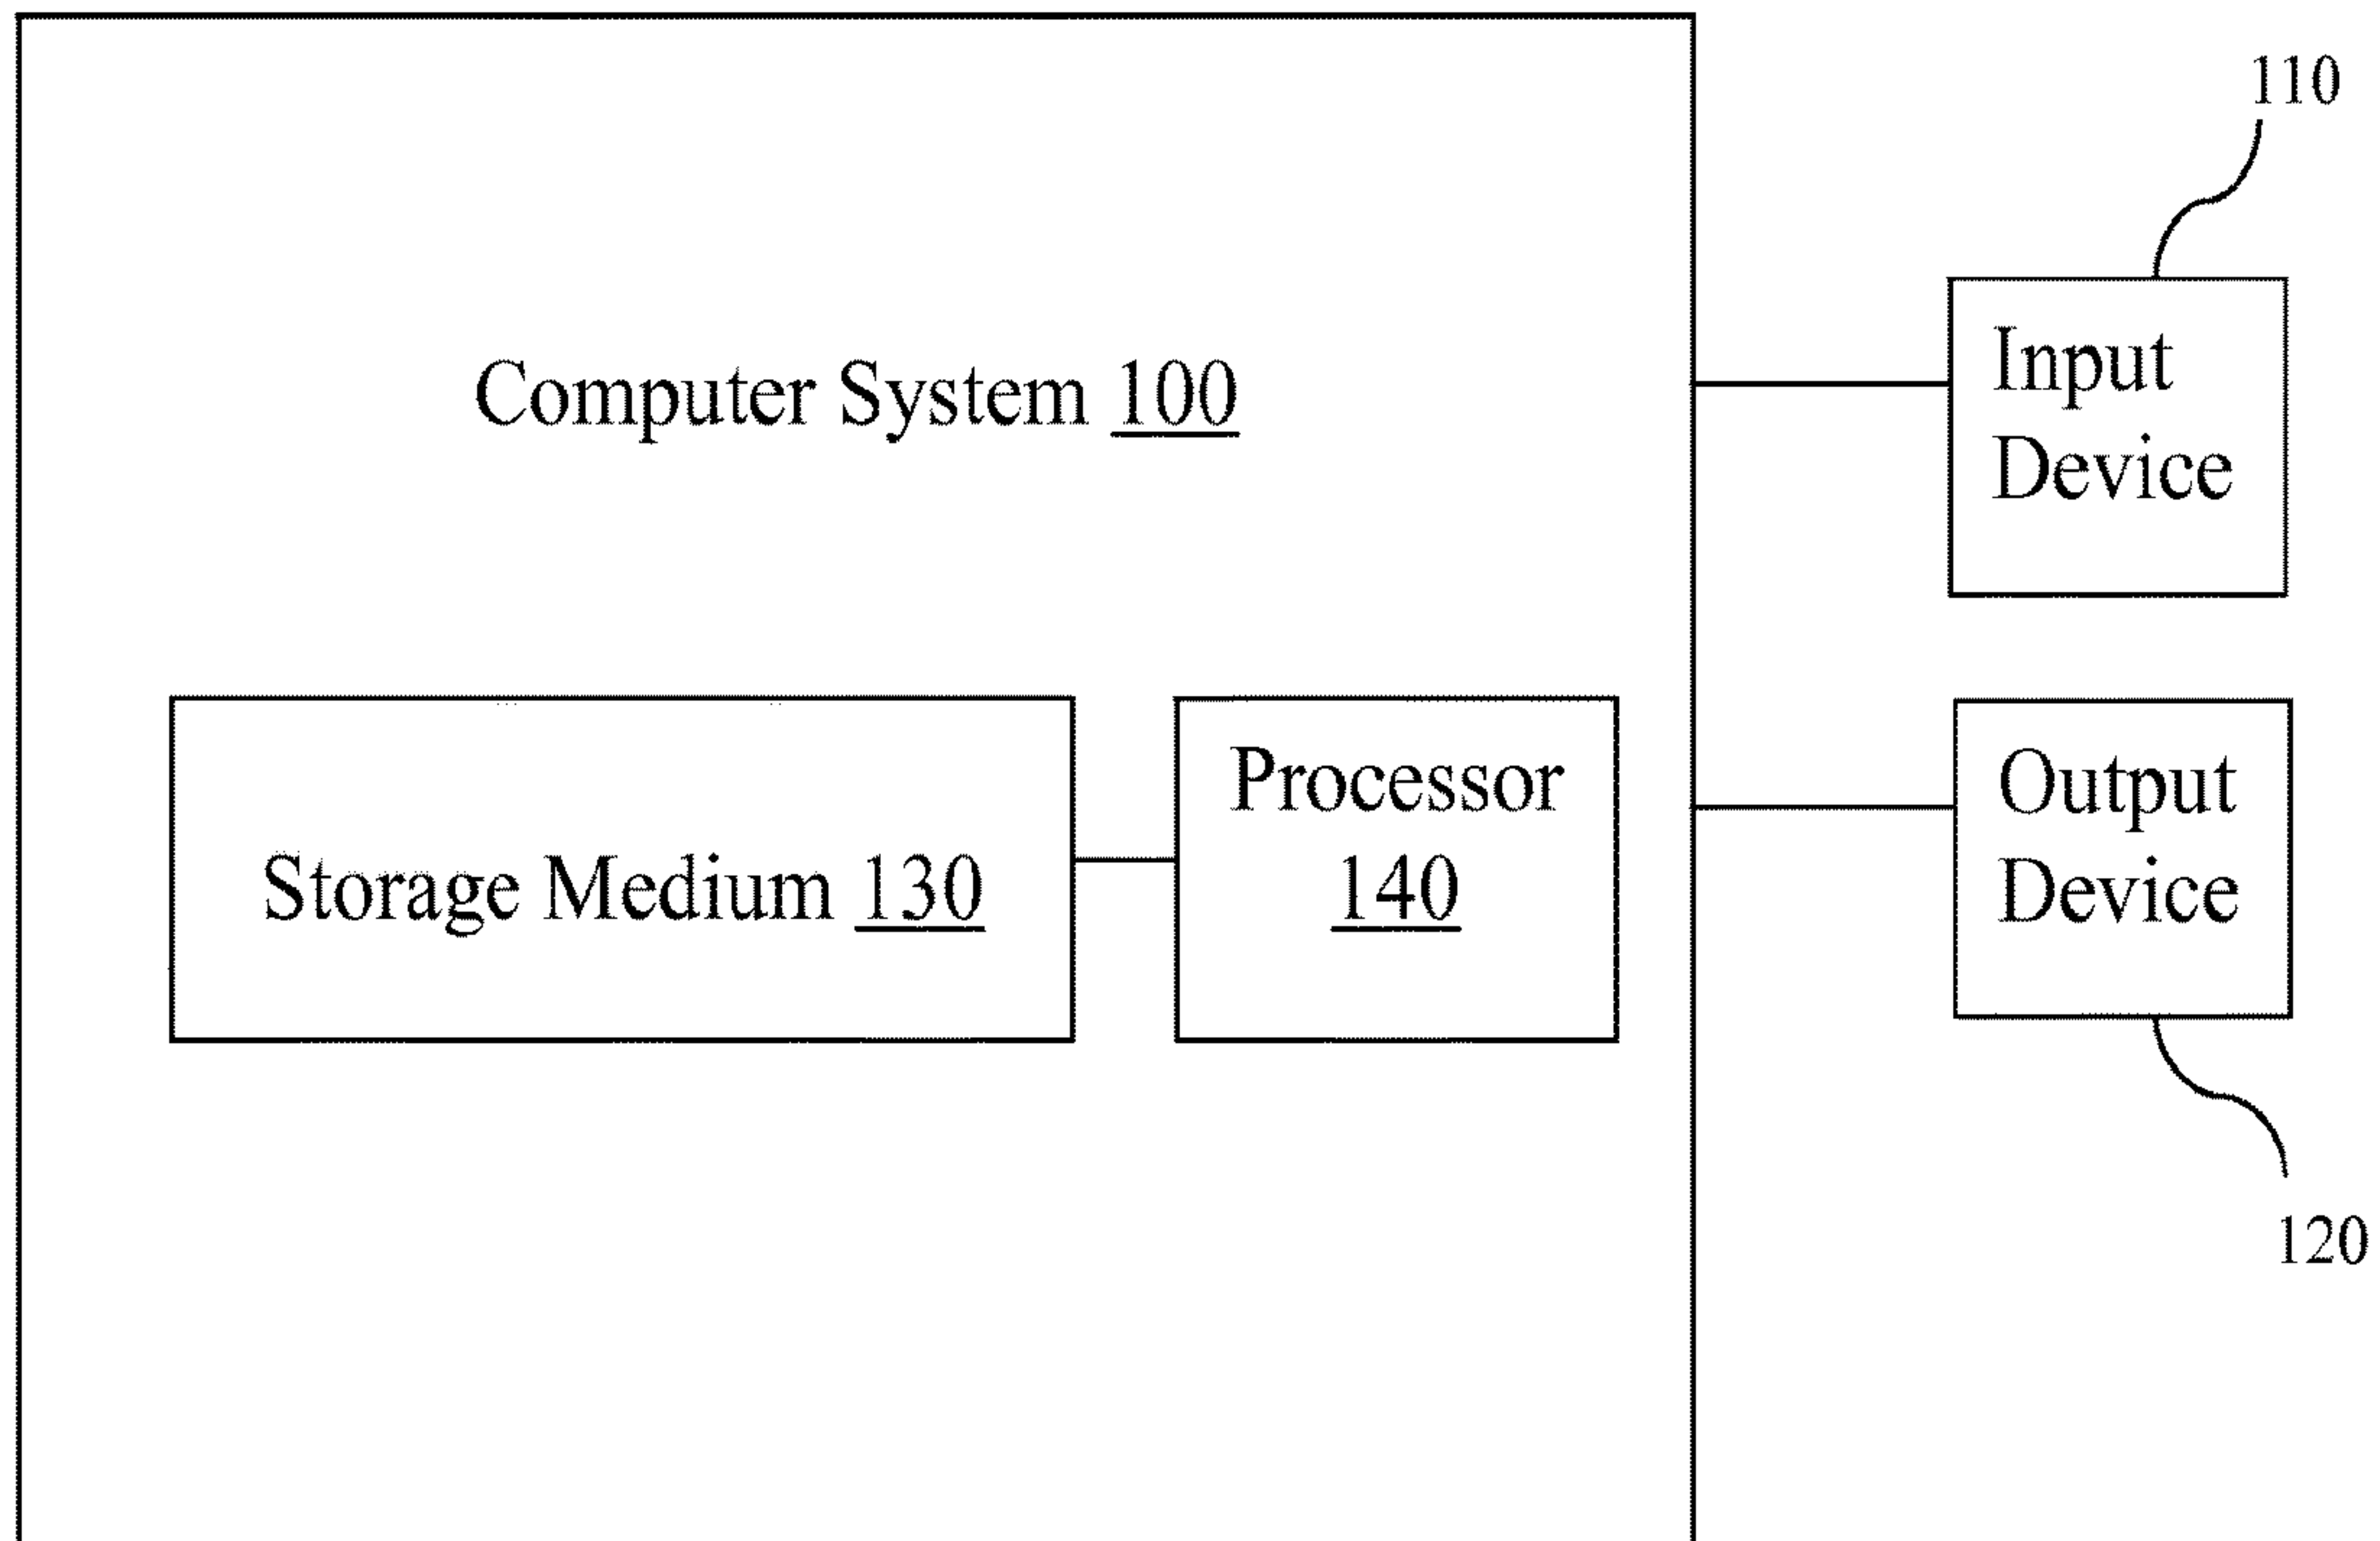 110
Input
Device
Computer System 100
Processor
140
Storage Medium 130
Output
Device
120